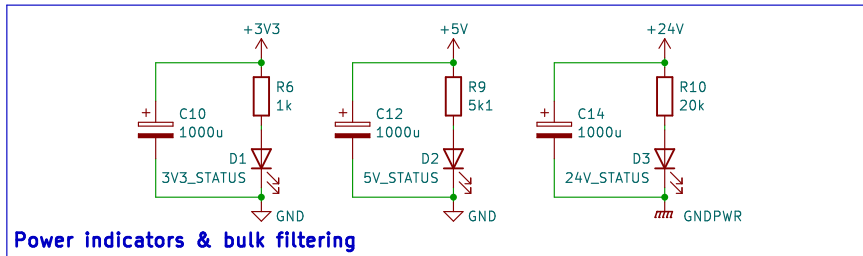 +3V3
+5V
+24V
R6
1k
R9
5k1
R10
20k
+
C10
1000u
+
C12
1000u
+
C14
1000u
D1
3V3_STATUS
D2
5V_STATUS
D3
24V_STATUS
GND
GND
GNDPWR
Power indicators & bulk filtering